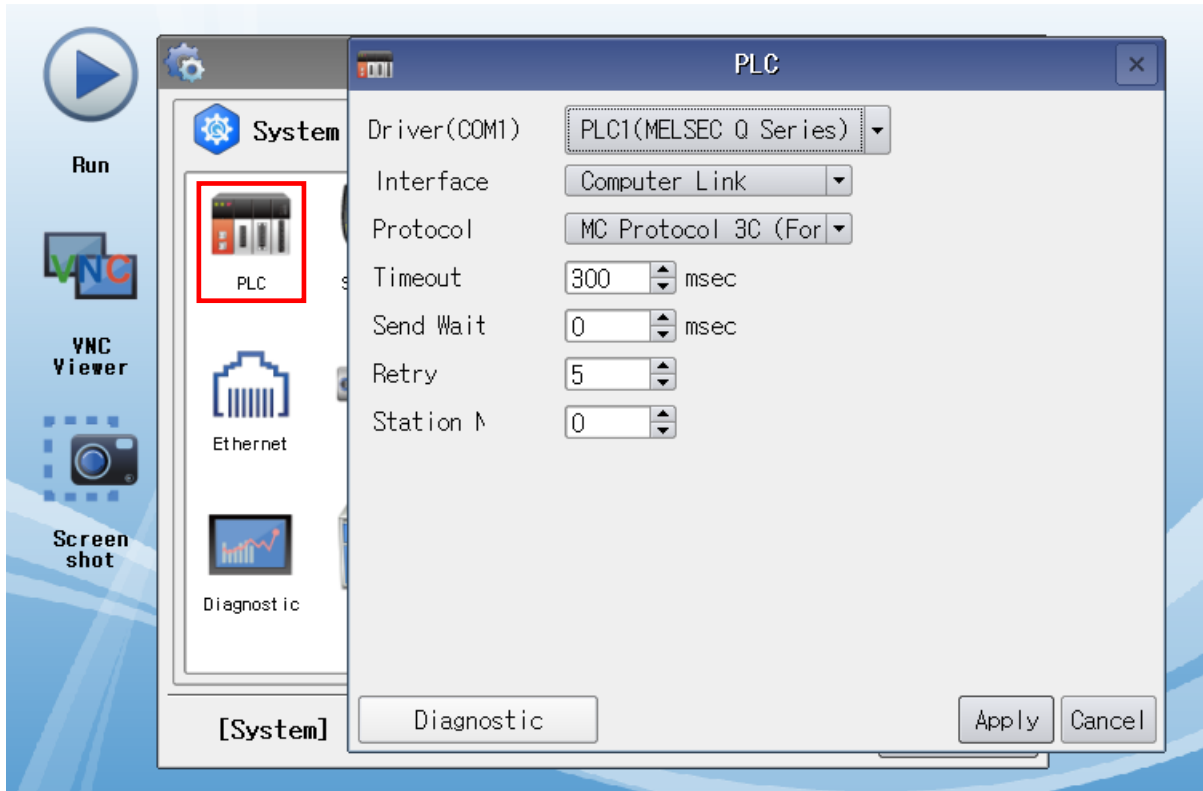 Run
VNC
VNC
Viewer
Screen
shot
System
PLC
S
Ethernet
Diagnostic
[System]
PLC
Driver(COM1)
PLC1(MELSEC Q Series)
Interface
Computer Link
Protocol
MC Protocol 3C (For
Timeout
300
msec
Send Wait
0
msec
Retry
5
Station N
0
Diagnostic
Apply
Cancel